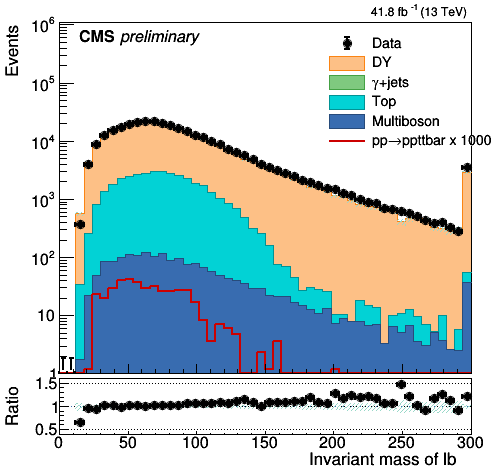 41.8 fb⁻¹ (13 TeV)
CMS preliminary
Data
DY
γ+jets
Top
Multiboson
pp→ppttbar x 1000
Events
10⁶
10⁵
10⁴
10³
10²
10
1
Ratio
1.5
1
0.5
0 50 100 150 200 250 300
Invariant mass of lb